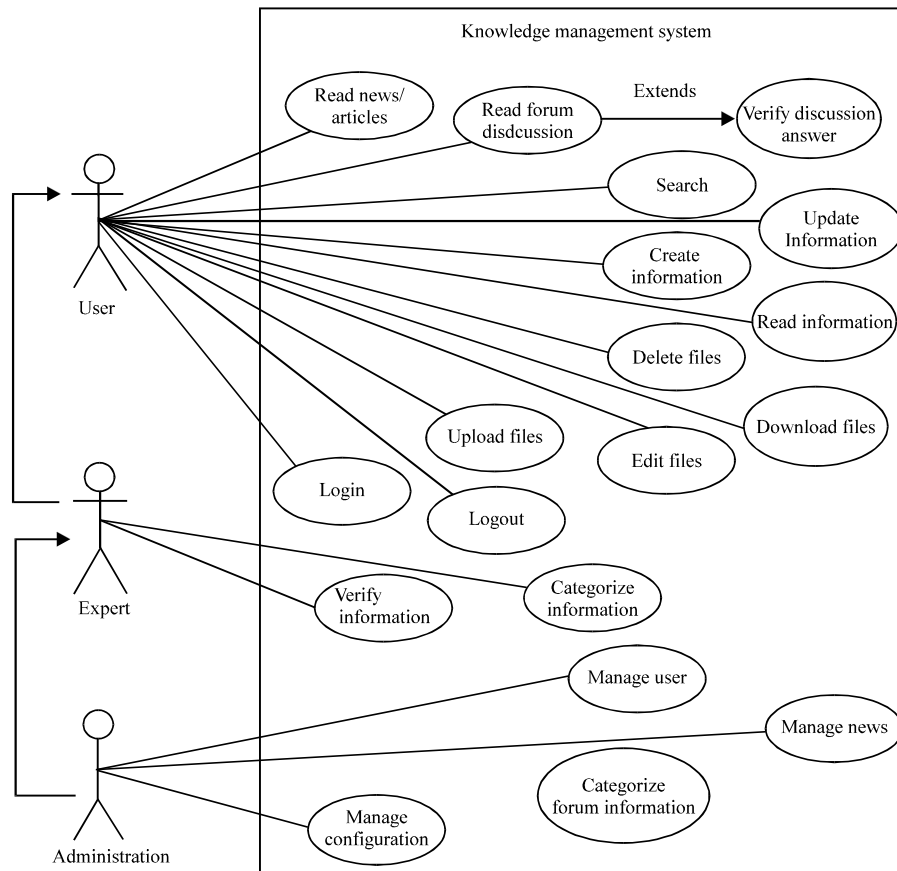 Knowledge management system
Read news/
articles
Read forum
disdcussion
Extends
Verify discussion
answer
Search
Update
Information
Create
information
User
Read information
Delete files
Download files
Upload files
Edit files
Login
Logout
Expert
Verify
information
Categorize
information
Manage user
Manage news
Categorize
forum information
Manage
configuration
Administration